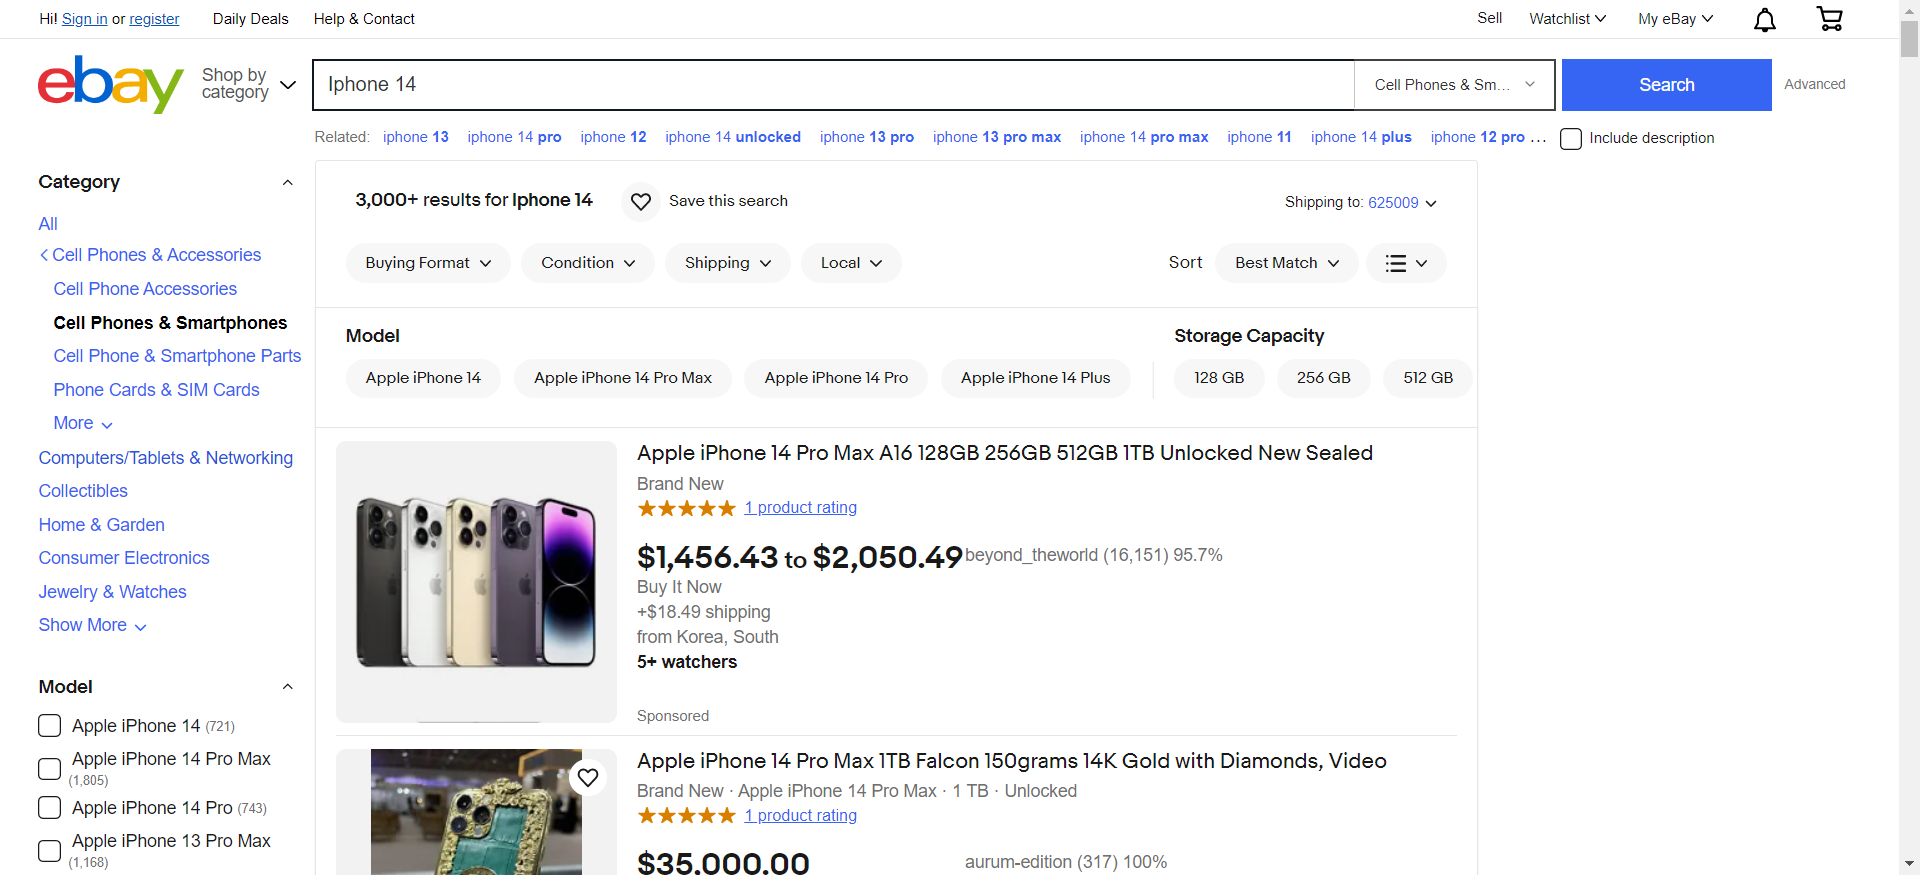 Hi! Sign in or register
Daily Deals
Help & Contact
Sell
Watchlist
My eBay
ebay
Shop by category
Iphone 14
Cell Phones & Sm...
Search
Advanced
Related: iphone 13 iphone 14 pro iphone 12 iphone 14 unlocked iphone 13 pro iphone 13 pro max iphone 14 pro max iphone 11 iphone 14 plus iphone 12 pro ...
Include description
Category
All
Cell Phones & Accessories
Cell Phone Accessories
Cell Phones & Smartphones
Cell Phone & Smartphone Parts
Phone Cards & SIM Cards
More
Computers/Tablets & Networking
Collectibles
Home & Garden
Consumer Electronics
Jewelry & Watches
Show More
Model
Apple iPhone 14 (721)
Apple iPhone 14 Pro Max
(1,805)
Apple iPhone 14 Pro (743)
Apple iPhone 13 Pro Max
(1,168)
3,000+ results for Iphone 14
Save this search
Shipping to: 625009
Buying Format
Condition
Shipping
Local
Sort
Best Match
Model
Apple iPhone 14
Apple iPhone 14 Pro Max
Apple iPhone 14 Pro
Apple iPhone 14 Plus
Storage Capacity
128 GB
256 GB
512 GB
Apple iPhone 14 Pro Max A16 128GB 256GB 512GB 1TB Unlocked New Sealed
Brand New
1 product rating
$1,456.43 to $2,050.49
beyond_theworld (16,151) 95.7%
Buy It Now
+$18.49 shipping
from Korea, South
5+ watchers
Sponsored
Apple iPhone 14 Pro Max 1TB Falcon 150grams 14K Gold with Diamonds, Video
Brand New · Apple iPhone 14 Pro Max · 1 TB · Unlocked
1 product rating
$35,000.00
aurum-edition (317) 100%